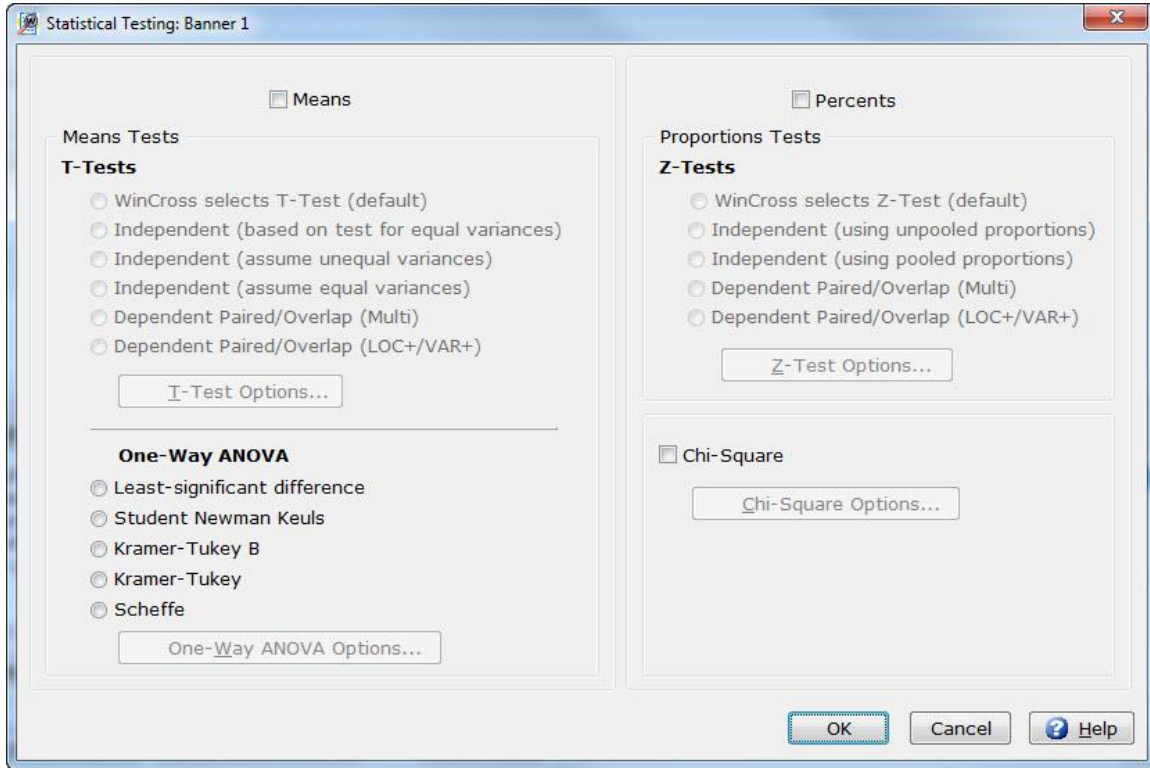 Statistical Testing: Banner 1
Means
Means Tests
T-Tests
WinCross selects T-Test (default)
Independent (based on test for equal variances)
Independent (assume unequal variances)
Independent (assume equal variances)
Dependent Paired/Overlap (Multi)
Dependent Paired/Overlap (LOC+/VAR+)
T-Test Options...
One-Way ANOVA
Least-significant difference
Student Newman Keuls
Kramer-Tukey B
Kramer-Tukey
Scheffe
One-Way ANOVA Options...
Percents
Proportions Tests
Z-Tests
WinCross selects Z-Test (default)
Independent (using unpooled proportions)
Independent (using pooled proportions)
Dependent Paired/Overlap (Multi)
Dependent Paired/Overlap (LOC+/VAR+)
Z-Test Options...
Chi-Square
Chi-Square Options...
OK
Cancel
Help